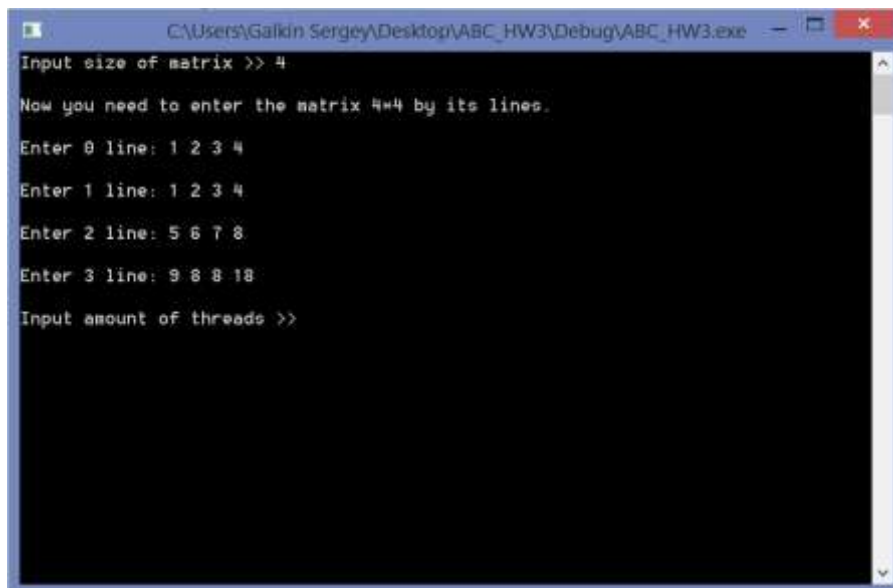 C:\Users\Galkin Sergey\Desktop\ABC_HW3\Debug\ABC_HW3.exe
Input size of matrix >> 4
Now you need to enter the matrix 4*4 by its lines.
Enter 0 line: 1 2 3 4
Enter 1 line: 1 2 3 4
Enter 2 line: 5 6 7 8
Enter 3 line: 9 8 8 18
Input amount of threads >>